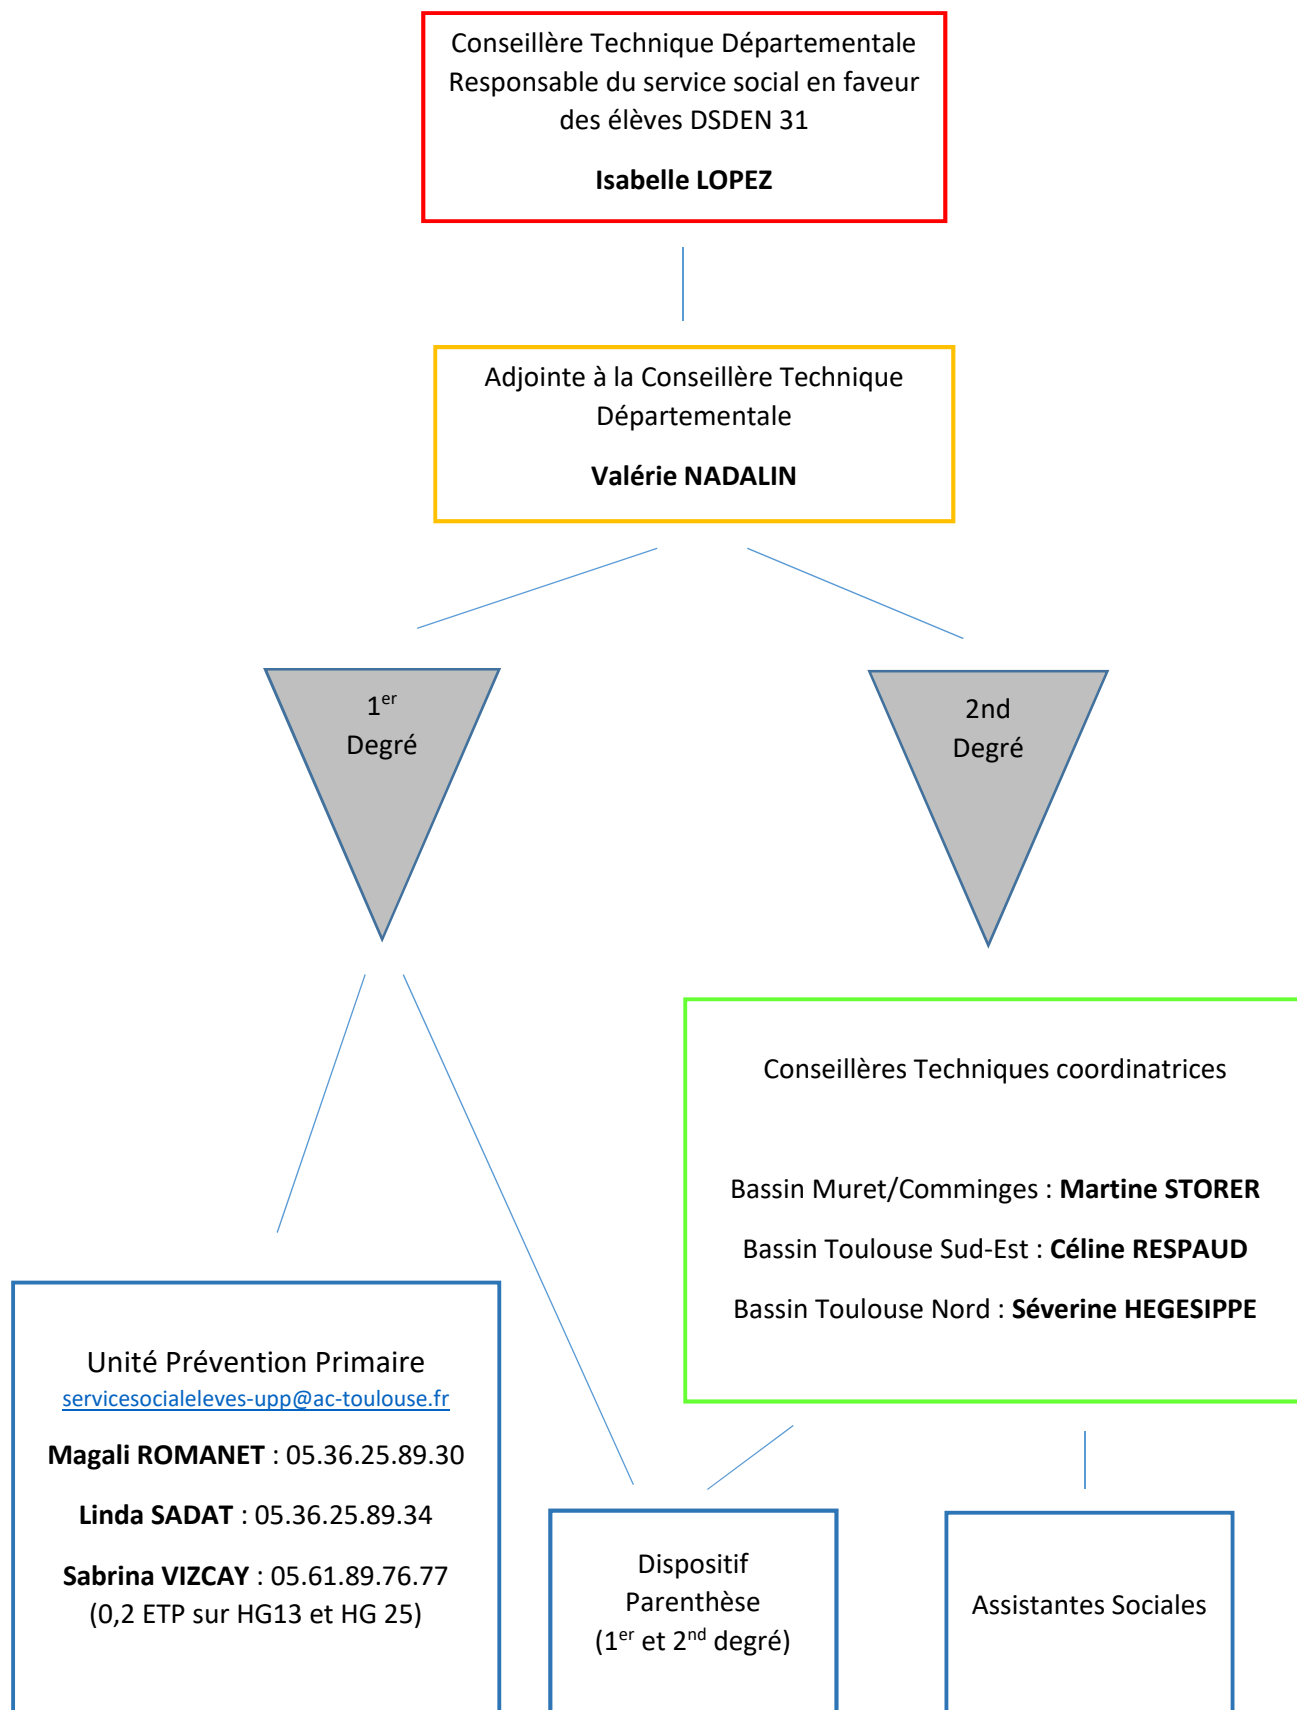 Conseillère Technique Départementale
Responsable du service social en faveur
des élèves DSDEN 31
Isabelle LOPEZ
Adjointe à la Conseillère Technique
Départementale
Valérie NADALIN
1er
Degré
2nd
Degré
Conseillères Techniques coordinatrices
Bassin Muret/Comminges : Martine STORER
Bassin Toulouse Sud-Est : Céline RESPAUD
Bassin Toulouse Nord : Séverine HEGESIPPE
Unité Prévention Primaire
servicesocialeleves-upp@ac-toulouse.fr
Magali ROMANET : 05.36.25.89.30
Linda SADAT : 05.36.25.89.34
Sabrina VIZCAY : 05.61.89.76.77
(0,2 ETP sur HG13 et HG 25)
Dispositif
Parenthèse
(1er et 2nd degré)
Assistantes Sociales